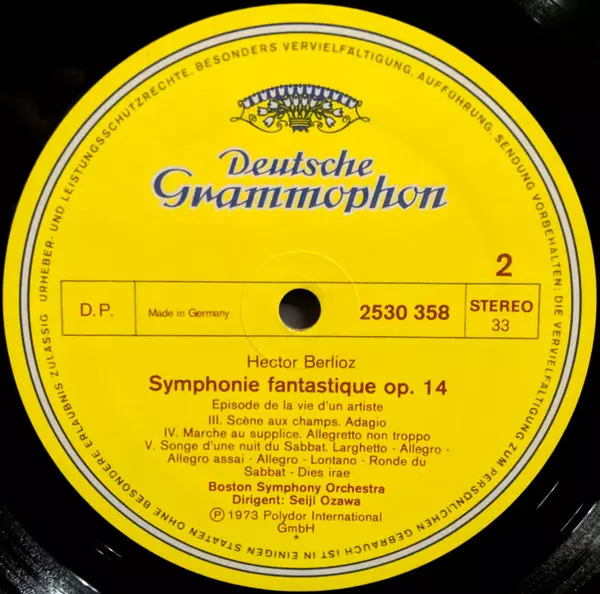 Deutsche
Grammophon
2
D.P.
Made in Germany
2530 358
STEREO
33
Hector Berlioz
Symphonie fantastique op. 14
Episode de la vie d'un artiste
III. Scène aux champs. Adagio
IV. Marche au supplice. Allegretto non troppo
V. Songe d'une nuit du Sabbat. Larghetto - Allegro -
Allegro assai - Allegro - Lontano - Ronde du
Sabbat - Dies irae
Boston Symphony Orchestra
Dirigent: Seiji Ozawa
Ⓟ 1973 Polydor International
GmbH
*
URHEBER- UND LEISTUNGSSCHUTZRECHTE, BESONDERS VERVIELFÄLTIGUNG, AUFFÜHRUNG, SENDUNG VORBEHALTEN; DIE VERVIELFÄLTIGUNG ZUM PERSÖNLICHEN GEBRAUCH IST IN EINIGEN STAATEN OHNE BESONDERE ERLAUBNIS ZULÄSSIG